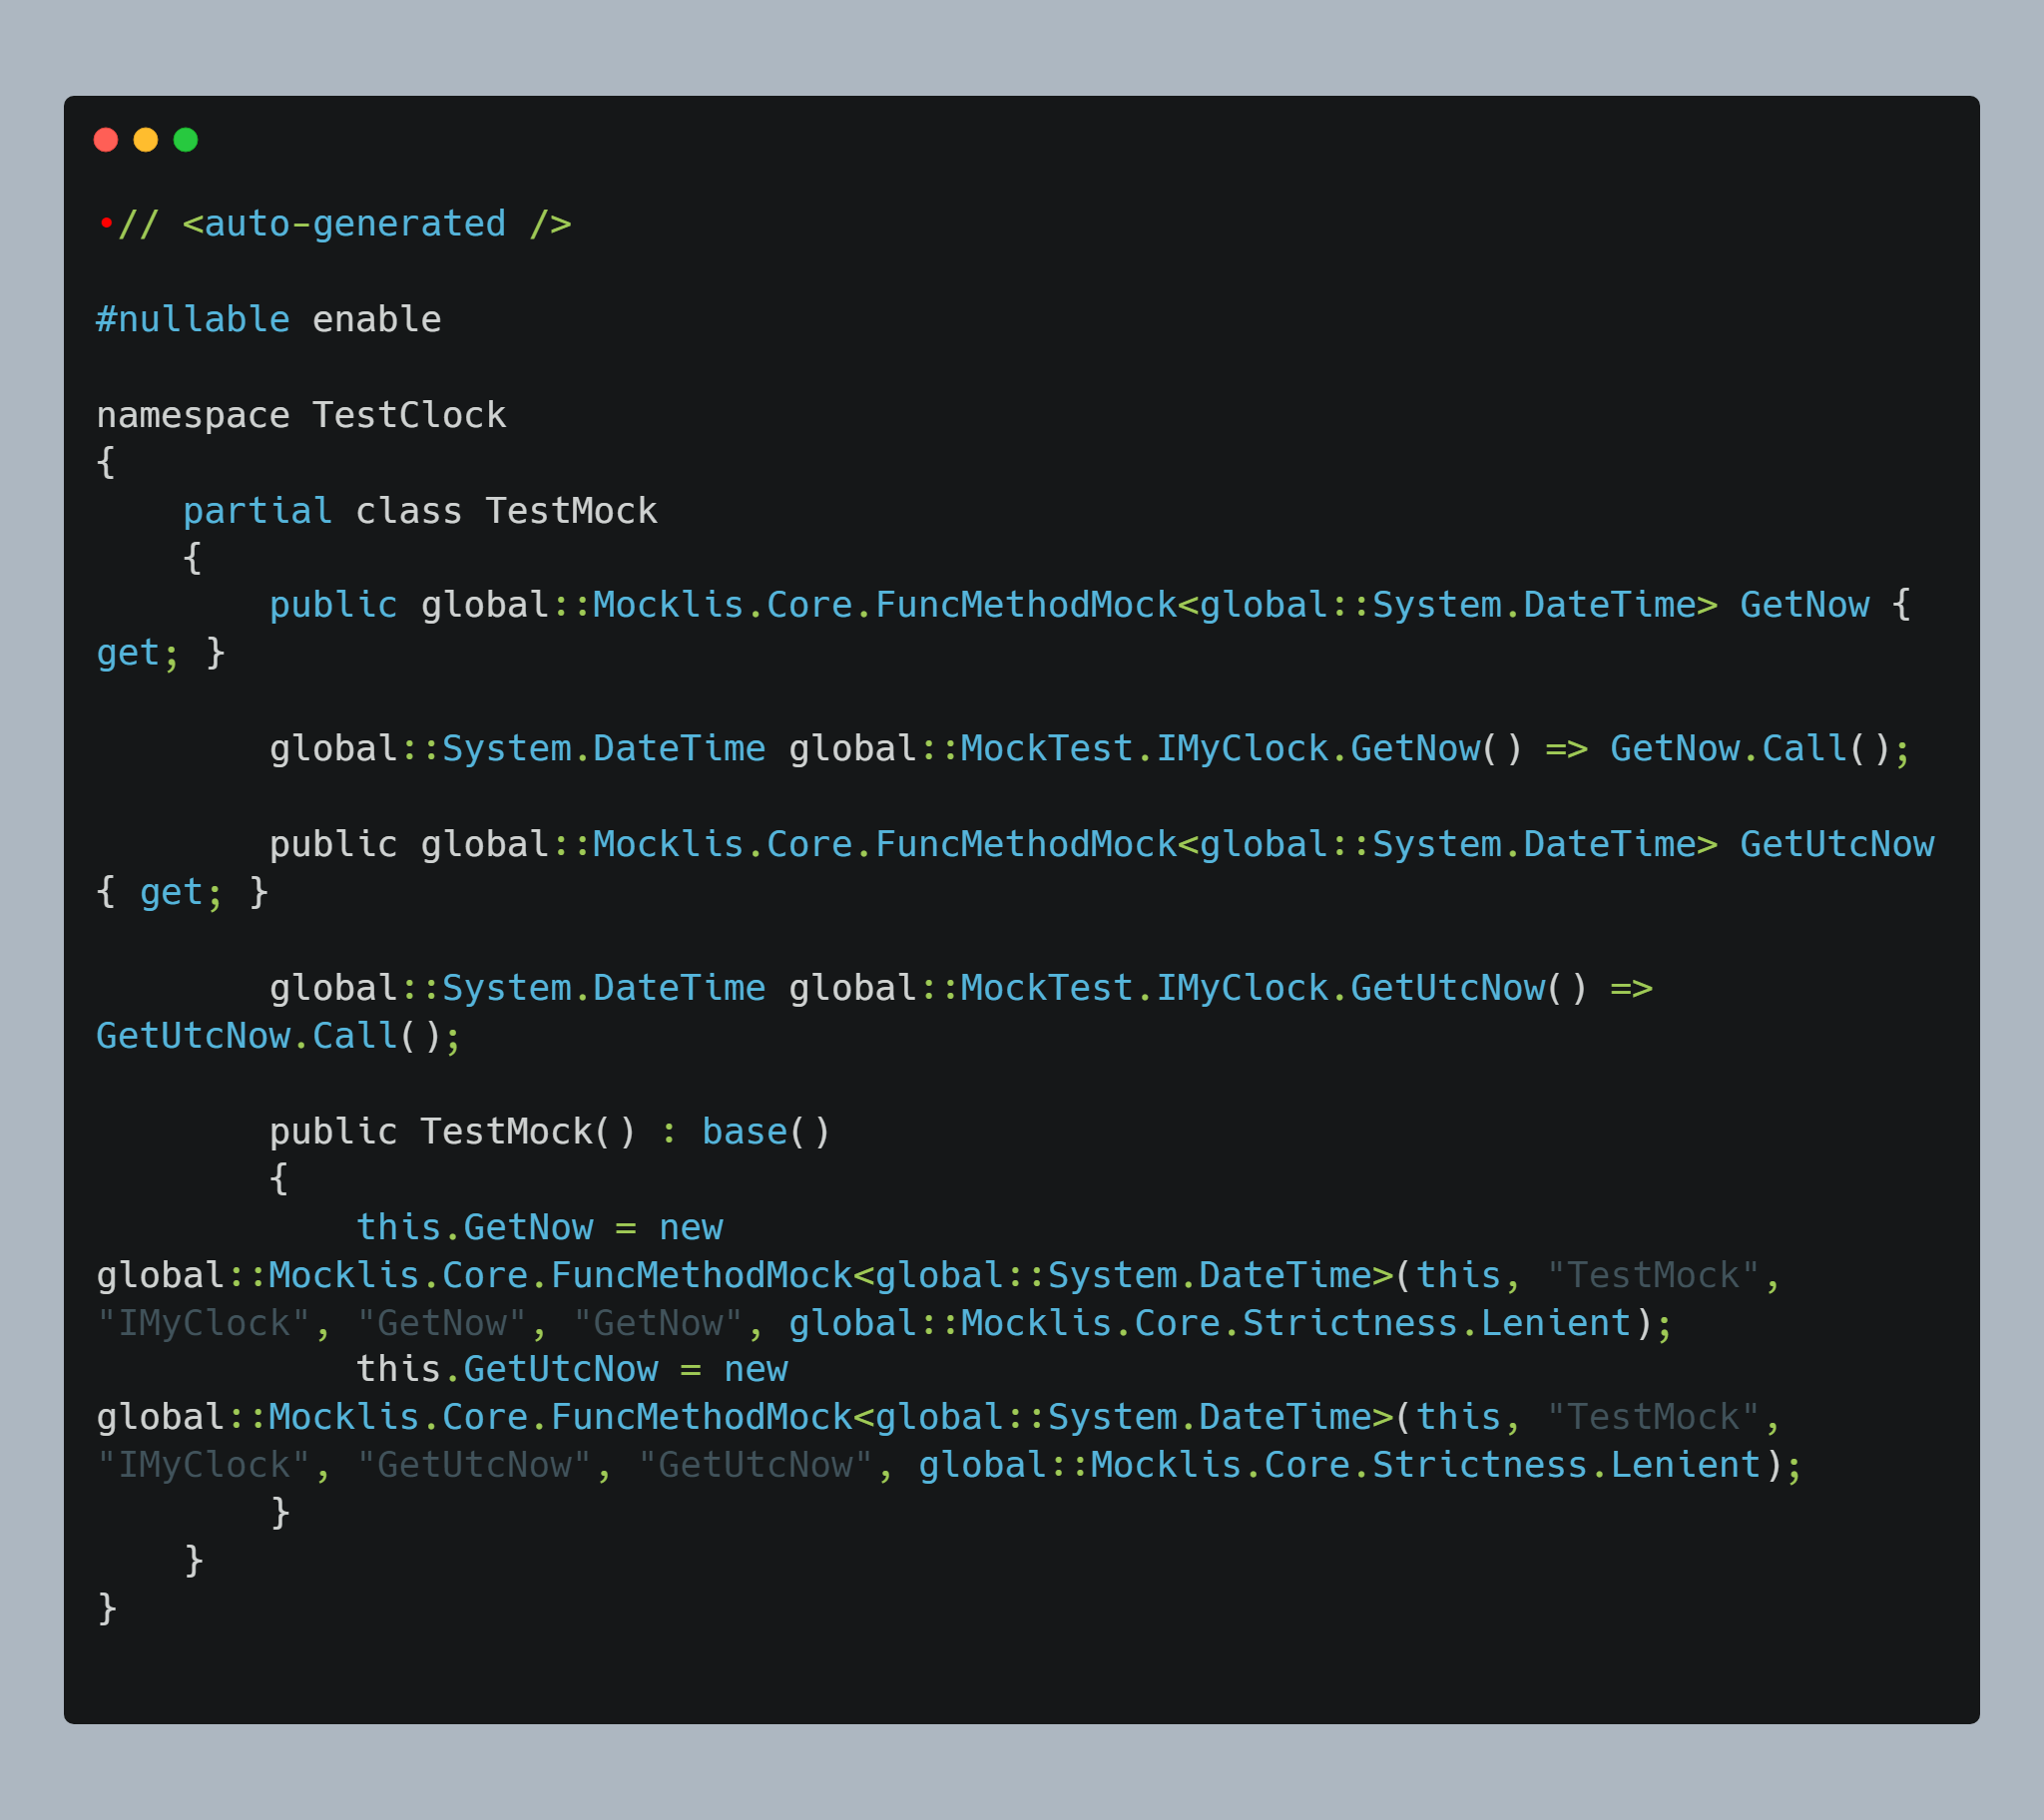 •// <auto-generated />
#nullable enable
namespace TestClock
{
    partial class TestMock
    {
        public global::Mocklis.Core.FuncMethodMock<global::System.DateTime> GetNow {
get; }
        global::System.DateTime global::MockTest.IMyClock.GetNow() => GetNow.Call();
        public global::Mocklis.Core.FuncMethodMock<global::System.DateTime> GetUtcNow
{ get; }
        global::System.DateTime global::MockTest.IMyClock.GetUtcNow() =>
GetUtcNow.Call();
        public TestMock() : base()
        {
            this.GetNow = new
global::Mocklis.Core.FuncMethodMock<global::System.DateTime>(this, "TestMock",
"IMyClock", "GetNow", "GetNow", global::Mocklis.Core.Strictness.Lenient);
            this.GetUtcNow = new
global::Mocklis.Core.FuncMethodMock<global::System.DateTime>(this, "TestMock",
"IMyClock", "GetUtcNow", "GetUtcNow", global::Mocklis.Core.Strictness.Lenient);
        }
    }
}